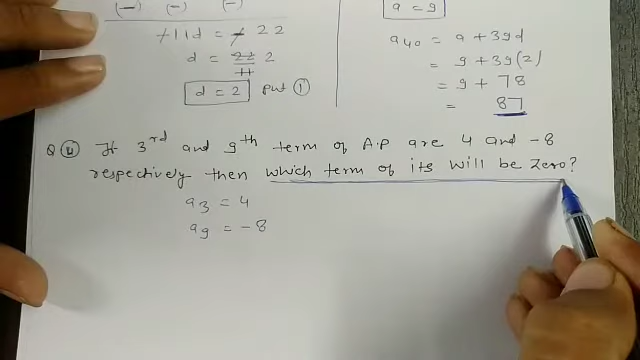 (−) (−) (−)
+11d = +22
d = 22/11 2
d = 2 put ①
a = 9
a40 = a + 39d
= 9 + 39(2)
= 9 + 78
= 87
Q If 3rd and 9th term of A.P are 4 and -8
respectively then which term of its will be zero?
a3 = 4
a9 = -8